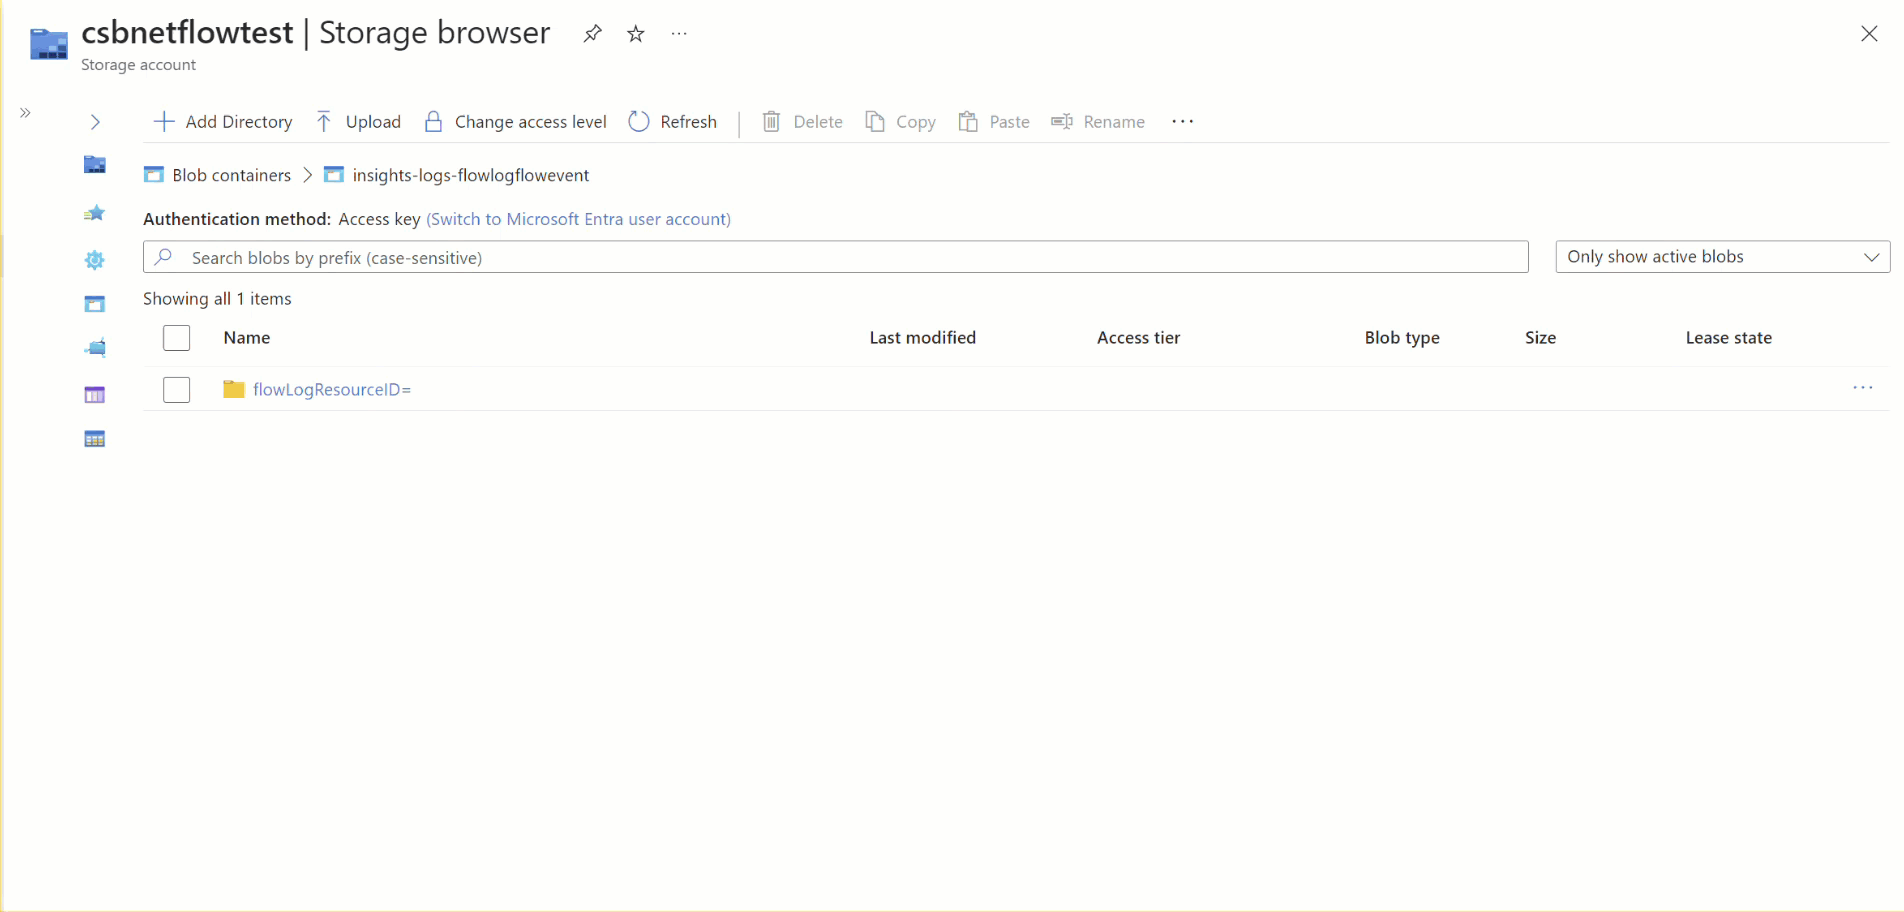 csbnetflowtest | Storage browser
Storage account
Add Directory Upload Change access level Refresh Delete Copy Paste Rename
Blob containers > insights-logs-flowlogflowevent
Authentication method: Access key (Switch to Microsoft Entra user account)
Search blobs by prefix (case-sensitive) Only show active blobs
Showing all 1 items
Name Last modified Access tier Blob type Size Lease state
flowLogResourceID=